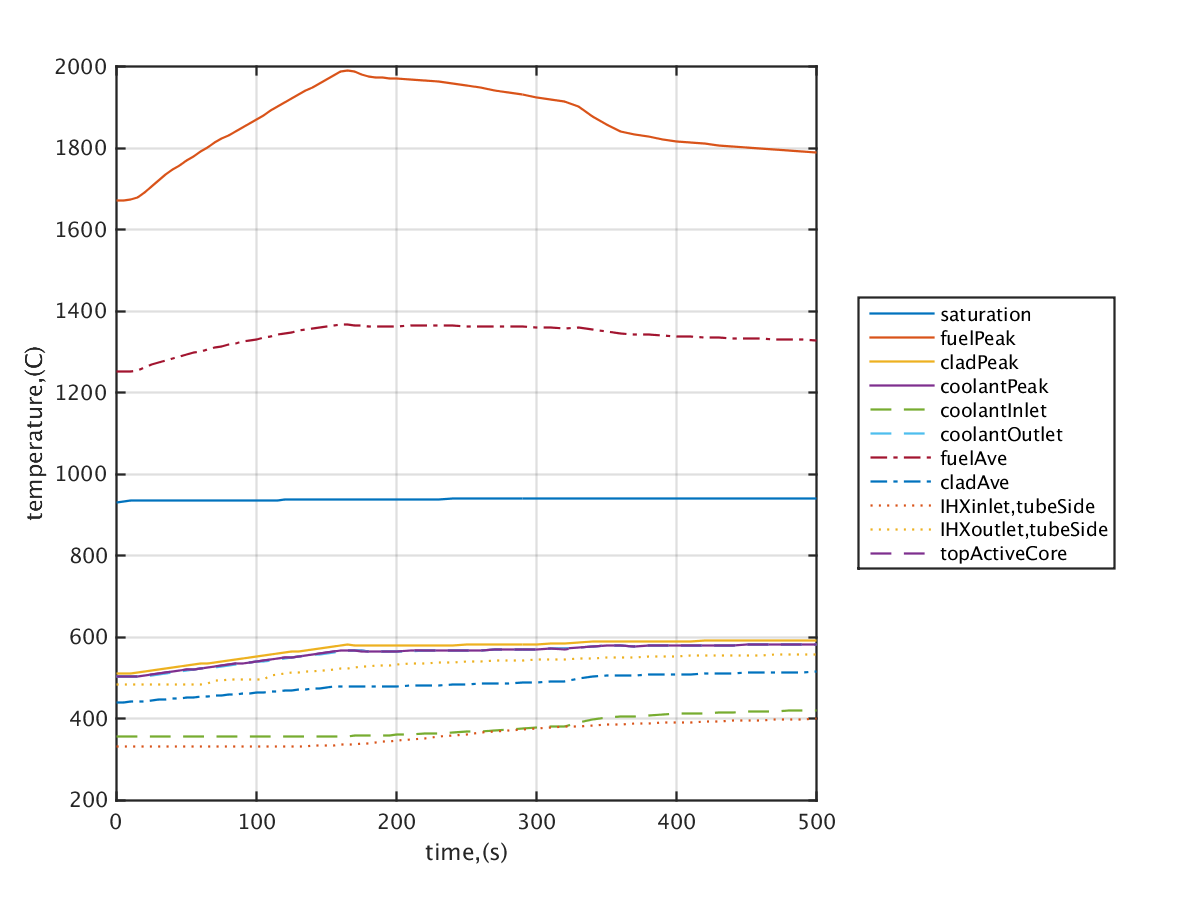 2000
1800
1600
1400
1200
1000
800
600
400
200
0 100 200 300 400 500
temperature,(C)
time,(s)
saturation
fuelPeak
cladPeak
coolantPeak
coolantInlet
coolantOutlet
fuelAve
cladAve
IHXinlet,tubeSide
IHXoutlet,tubeSide
topActiveCore